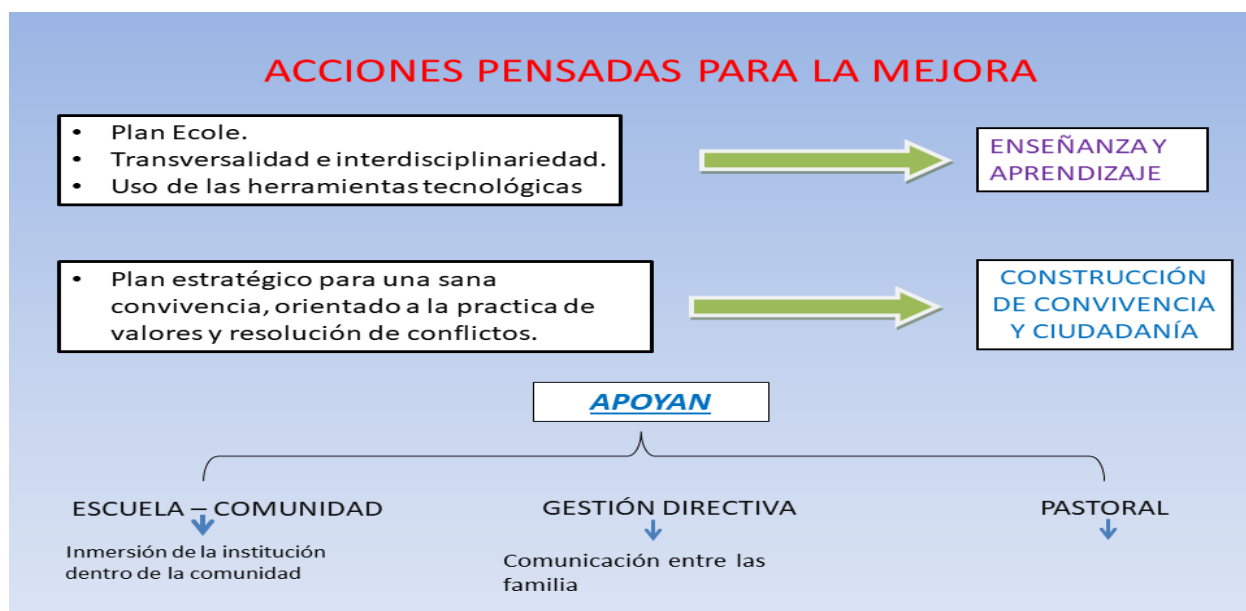 ACCIONES PENSADAS PARA LA MEJORA
• Plan Ecole.
• Transversalidad e interdisciplinariedad.
• Uso de las herramientas tecnológicas
ENSEÑANZA Y
APRENDIZAJE
• Plan estratégico para una sana
convivencia, orientado a la practica de
valores y resolución de conflictos.
CONSTRUCCIÓN
DE CONVIVENCIA
Y CIUDADANÍA
APOYAN
ESCUELA – COMUNIDAD
Inmersión de la institución
dentro de la comunidad
GESTIÓN DIRECTIVA
Comunicación entre las
familia
PASTORAL